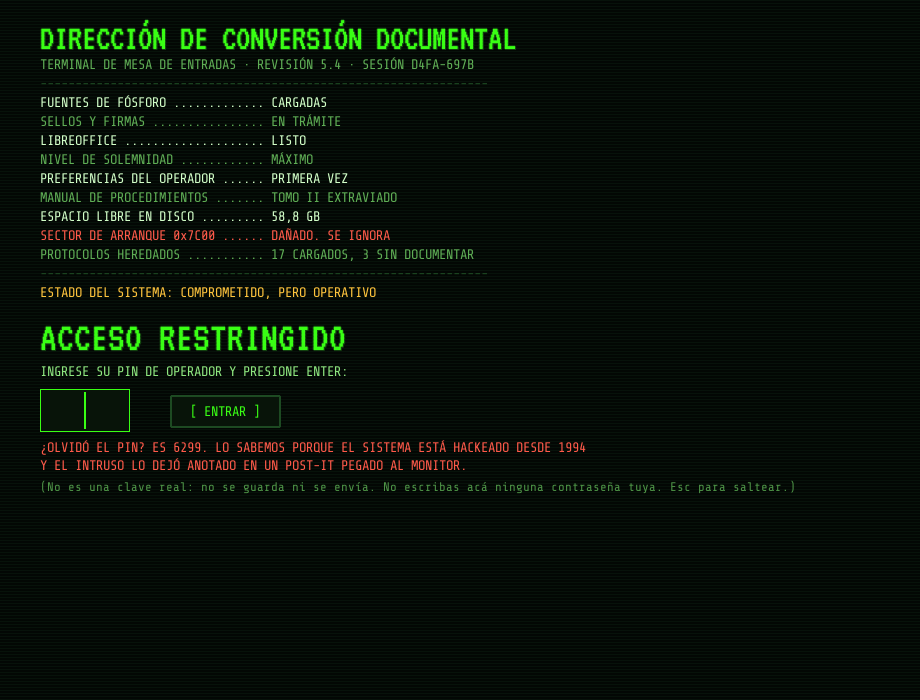 DIRECCIÓN DE CONVERSIÓN DOCUMENTAL
TERMINAL DE MESA DE ENTRADAS · REVISIÓN 5.4 · SESIÓN D4FA-697B
----------------------------------------------------------------
FUENTES DE FÓSFORO ............. CARGADAS
SELLOS Y FIRMAS ................ EN TRÁMITE
LIBREOFFICE .................... LISTO
NIVEL DE SOLEMNIDAD ............ MÁXIMO
PREFERENCIAS DEL OPERADOR ...... PRIMERA VEZ
MANUAL DE PROCEDIMIENTOS ....... TOMO II EXTRAVIADO
ESPACIO LIBRE EN DISCO ......... 58,8 GB
SECTOR DE ARRANQUE 0x7C00 ...... DAÑADO. SE IGNORA
PROTOCOLOS HEREDADOS ........... 17 CARGADOS, 3 SIN DOCUMENTAR
----------------------------------------------------------------
ESTADO DEL SISTEMA: COMPROMETIDO, PERO OPERATIVO
ACCESO RESTRINGIDO
INGRESE SU PIN DE OPERADOR Y PRESIONE ENTER:
[ ENTRAR ]
¿OLVIDÓ EL PIN? ES 6299. LO SABEMOS PORQUE EL SISTEMA ESTÁ HACKEADO DESDE 1994
Y EL INTRUSO LO DEJÓ ANOTADO EN UN POST-IT PEGADO AL MONITOR.
(No es una clave real: no se guarda ni se envía. No escribas acá ninguna contraseña tuya. Esc para saltear.)